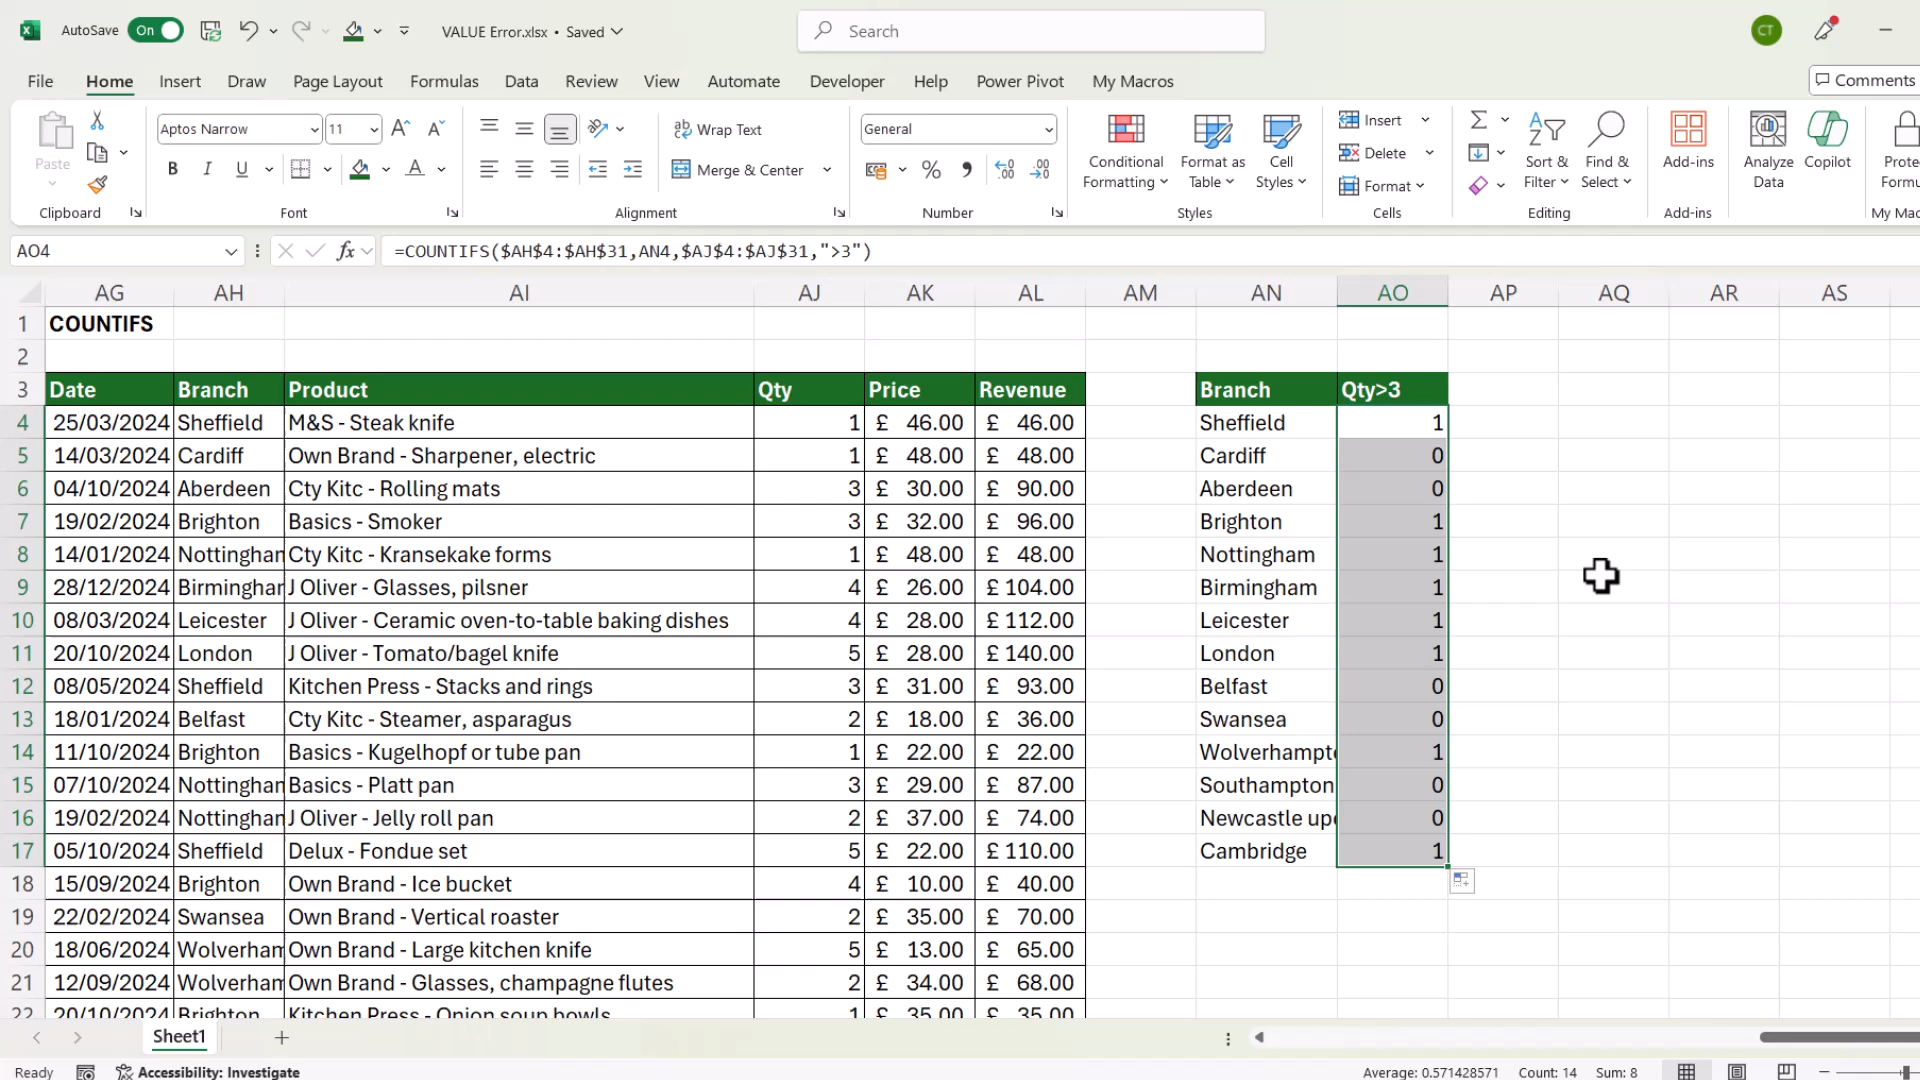 AutoSave On VALUE Error.xlsx • Saved Search CT
File Home Insert Draw Page Layout Formulas Data Review View Automate Developer Help Power Pivot My Macros Comments
Aptos Narrow 11 Wrap Text General Insert
Paste B I U Merge & Center % Conditional Formatting Format as Table Cell Styles Delete Format Sort & Filter Find & Select Add-ins Analyze Data Copilot
Clipboard Font Alignment Number Styles Cells Editing Add-ins My Mac
AO4 fx =COUNTIFS($AH$4:$AH$31,AN4,$AJ$4:$AJ$31,">3")
AG AH AI AJ AK AL AM AN AO AP AQ AR AS
1 COUNTIFS
2
3 Date Branch Product Qty Price Revenue Branch Qty>3
4 25/03/2024 Sheffield M&S - Steak knife 1 £ 46.00 £ 46.00 Sheffield 1
5 14/03/2024 Cardiff Own Brand - Sharpener, electric 1 £ 48.00 £ 48.00 Cardiff 0
6 04/10/2024 Aberdeen Cty Kitc - Rolling mats 3 £ 30.00 £ 90.00 Aberdeen 0
7 19/02/2024 Brighton Basics - Smoker 3 £ 32.00 £ 96.00 Brighton 1
8 14/01/2024 Nottingham Cty Kitc - Kransekake forms 1 £ 48.00 £ 48.00 Nottingham 1
9 28/12/2024 Birmingham J Oliver - Glasses, pilsner 4 £ 26.00 £ 104.00 Birmingham 1
10 08/03/2024 Leicester J Oliver - Ceramic oven-to-table baking dishes 4 £ 28.00 £ 112.00 Leicester 1
11 20/10/2024 London J Oliver - Tomato/bagel knife 5 £ 28.00 £ 140.00 London 1
12 08/05/2024 Sheffield Kitchen Press - Stacks and rings 3 £ 31.00 £ 93.00 Belfast 0
13 18/01/2024 Belfast Cty Kitc - Steamer, asparagus 2 £ 18.00 £ 36.00 Swansea 0
14 11/10/2024 Brighton Basics - Kugelhopf or tube pan 1 £ 22.00 £ 22.00 Wolverhampt 1
15 07/10/2024 Nottingham Basics - Platt pan 3 £ 29.00 £ 87.00 Southampton 0
16 19/02/2024 Nottingham J Oliver - Jelly roll pan 2 £ 37.00 £ 74.00 Newcastle up 0
17 05/10/2024 Sheffield Delux - Fondue set 5 £ 22.00 £ 110.00 Cambridge 1
18 15/09/2024 Brighton Own Brand - Ice bucket 4 £ 10.00 £ 40.00
19 22/02/2024 Swansea Own Brand - Vertical roaster 2 £ 35.00 £ 70.00
20 18/06/2024 Wolverham Own Brand - Large kitchen knife 5 £ 13.00 £ 65.00
21 12/09/2024 Wolverham Own Brand - Glasses, champagne flutes 2 £ 34.00 £ 68.00
22 20/10/2024 Brighton Kitchen Press - Onion soup bowls 1 £ 35.00 £ 35.00
Sheet1
Ready Accessibility: Investigate Average: 0.571428571 Count: 14 Sum: 8